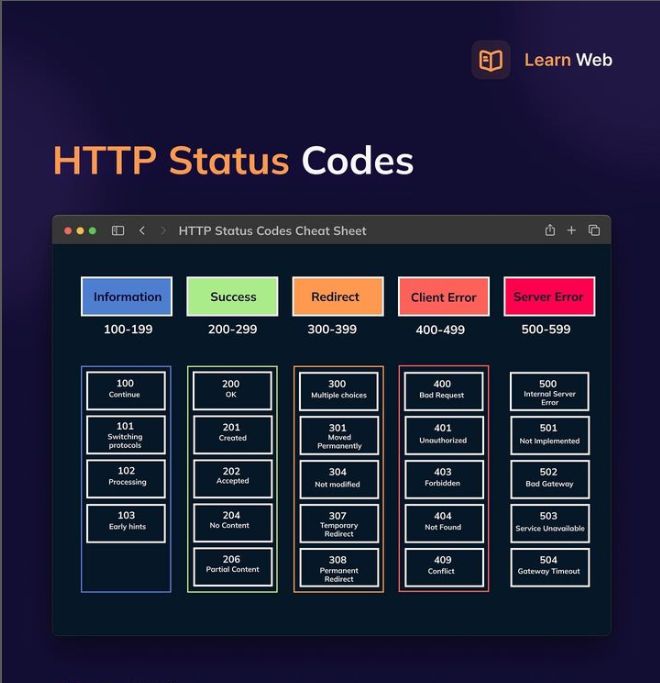 Learn Web
HTTP Status Codes
HTTP Status Codes Cheat Sheet
Information
100-199
100
Continue
101
Switching
protocols
102
Processing
103
Early hints
Success
200-299
200
OK
201
Created
202
Accepted
204
No Content
206
Partial Content
Redirect
300-399
300
Multiple choices
301
Moved
Permanently
304
Not modified
307
Temporary
Redirect
308
Permanent
Redirect
Client Error
400-499
400
Bad Request
401
Unauthorized
403
Forbidden
404
Not Found
409
Conflict
Server Error
500-599
500
Internal Server
Error
501
Not Implemented
502
Bad Gateway
503
Service Unavailable
504
Gateway Timeout